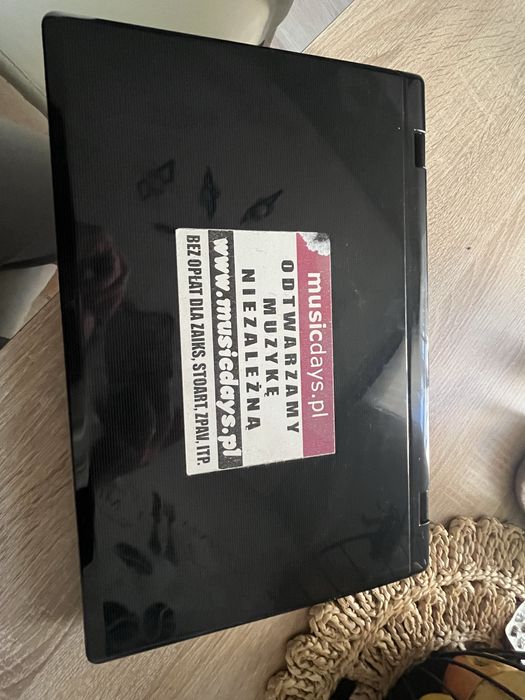 musicdays.pl
ODTWARZAMY
MUZYKĘ
NIEZALEŻNĄ
www.musicdays.pl
BEZ OPŁAT DLA ZAIKS, STOART, ZPAV, ITP.